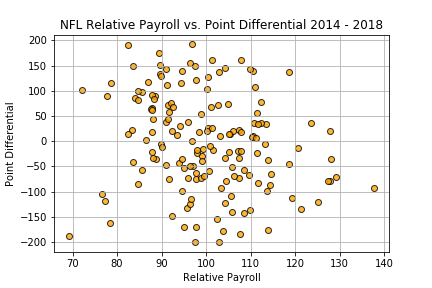 NFL Relative Payroll vs. Point Differential 2014 - 2018
200
150
100
50
0
−50
−100
−150
−200
Point Differential
70 80 90 100 110 120 130 140
Relative Payroll